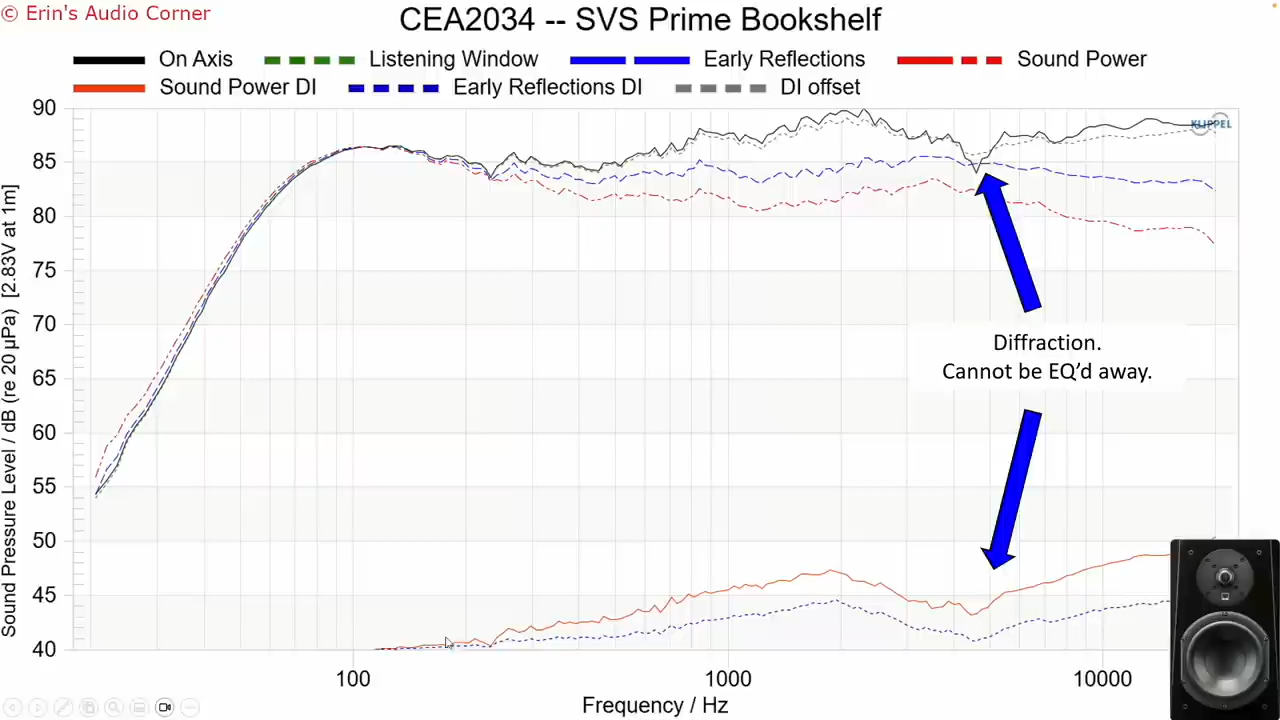 © Erin's Audio Corner
CEA2034 -- SVS Prime Bookshelf
On Axis Listening Window Early Reflections Sound Power
Sound Power DI Early Reflections DI DI offset
90
85
80
75
70
65
60
55
50
45
40
Sound Pressure Level / dB (re 20 µPa) [2.83V at 1m]
KLIPPEL
Diffraction.
Cannot be EQ'd away.
100 1000 10000
Frequency / Hz